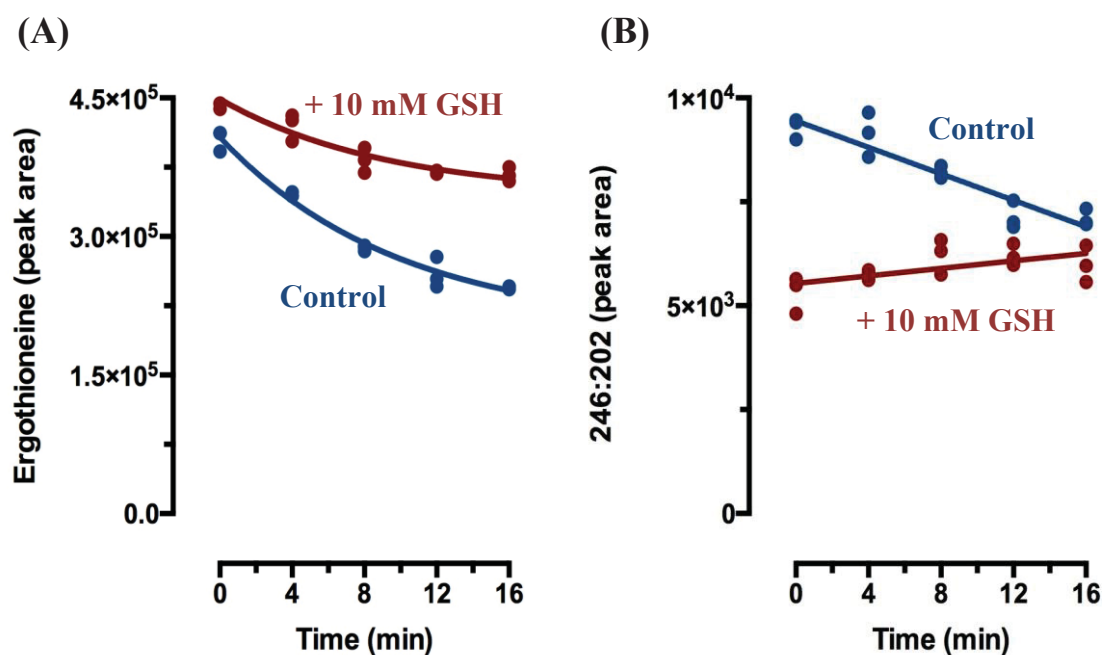 (A)
4.5×10⁵
3.0×10⁵
1.5×10⁵
0.0
Ergothioneine (peak area)
+ 10 mM GSH
Control
0 4 8 12 16
Time (min)
(B)
1×10⁴
5×10³
0
246:202 (peak area)
Control
+ 10 mM GSH
0 4 8 12 16
Time (min)